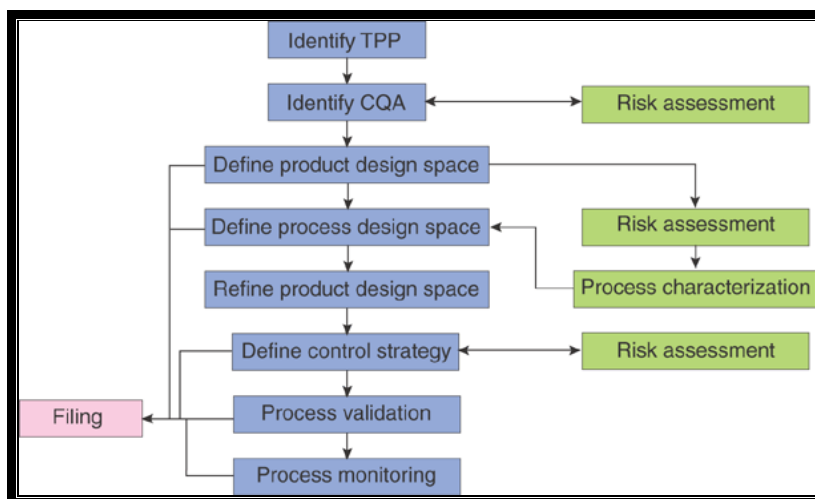 Identify TPP
Identify CQA
Risk assessment
Define product design space
Define process design space
Risk assessment
Refine product design space
Process characterization
Define control strategy
Risk assessment
Filing
Process validation
Process monitoring